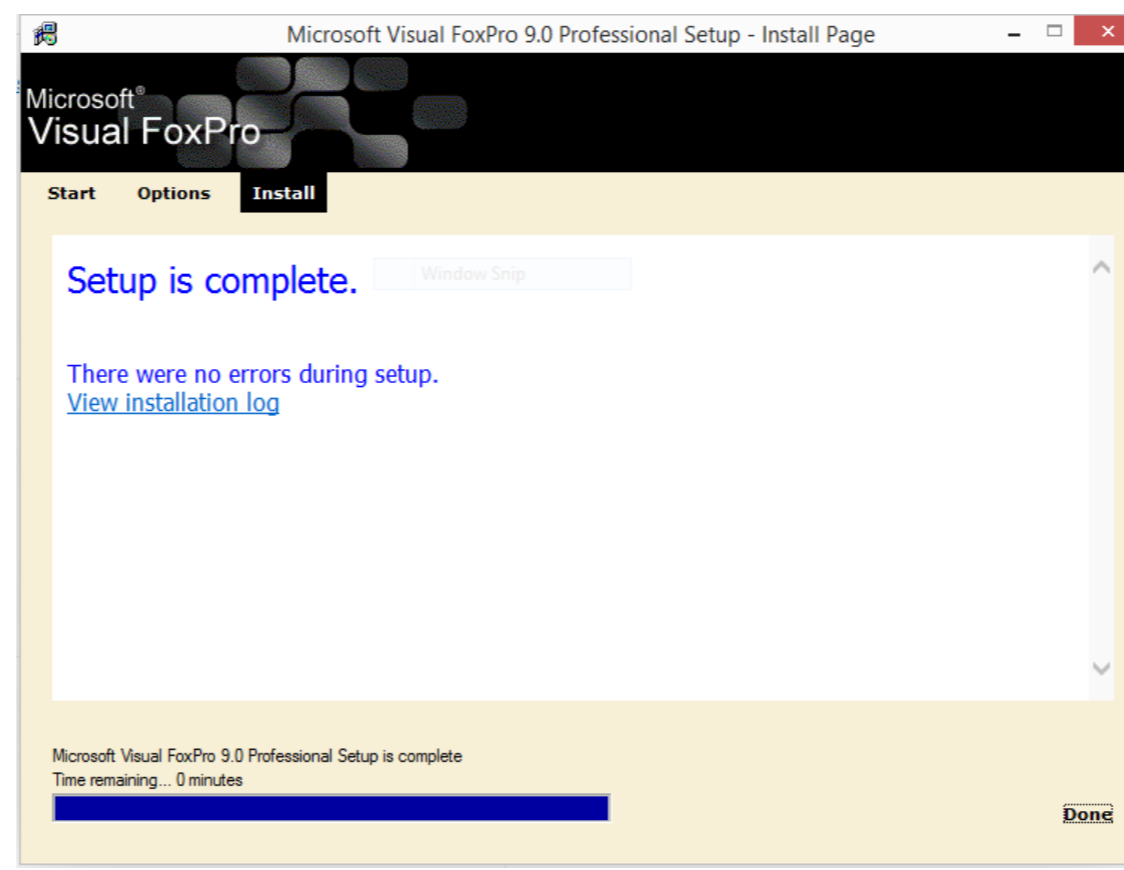 Microsoft Visual FoxPro 9.0 Professional Setup - Install Page
Microsoft®
Visual FoxPro
Start Options Install
Setup is complete.
Window Snip
There were no errors during setup.
View installation log
Microsoft Visual FoxPro 9.0 Professional Setup is complete
Time remaining... 0 minutes
Done